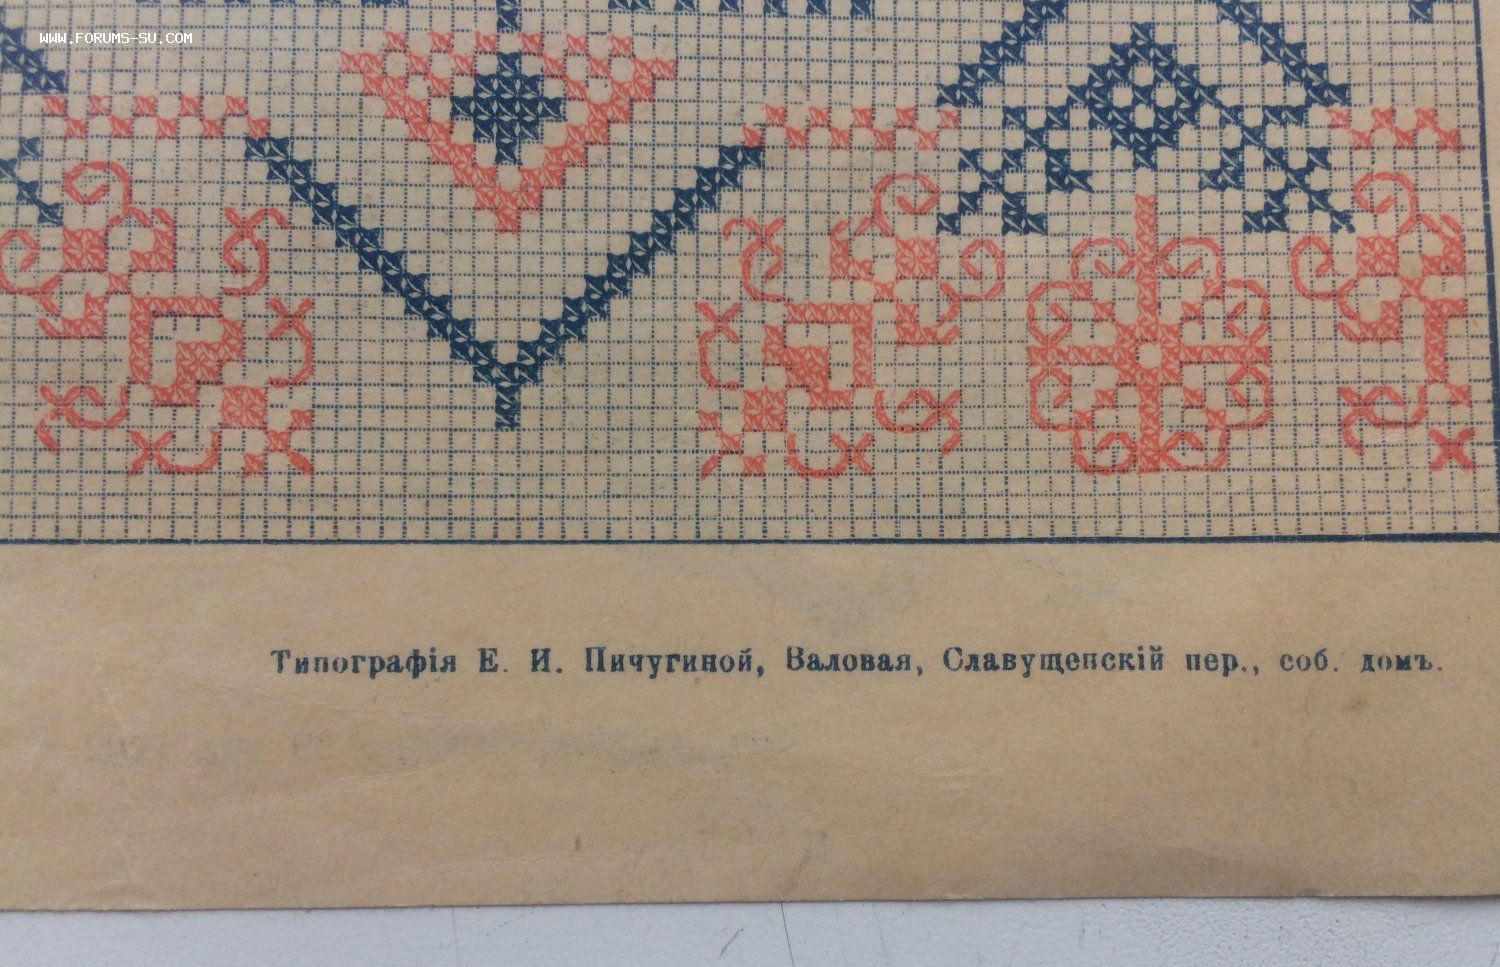 WWW.FORUMS-SU.COM
Типографія Е. И. Пичугиной, Валовая, Славущенскій пер., соб. домъ.